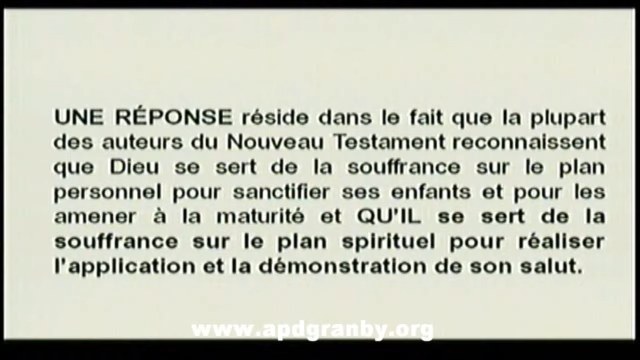 UNE RÉPONSE réside dans le fait que la plupart
des auteurs du Nouveau Testament reconnaissent
que Dieu se sert de la souffrance sur le plan
personnel pour sanctifier ses enfants et pour les
amener à la maturité et QU'IL se sert de la
souffrance sur le plan spirituel pour réaliser
l'application et la démonstration de son salut.
www.apdgranby.org